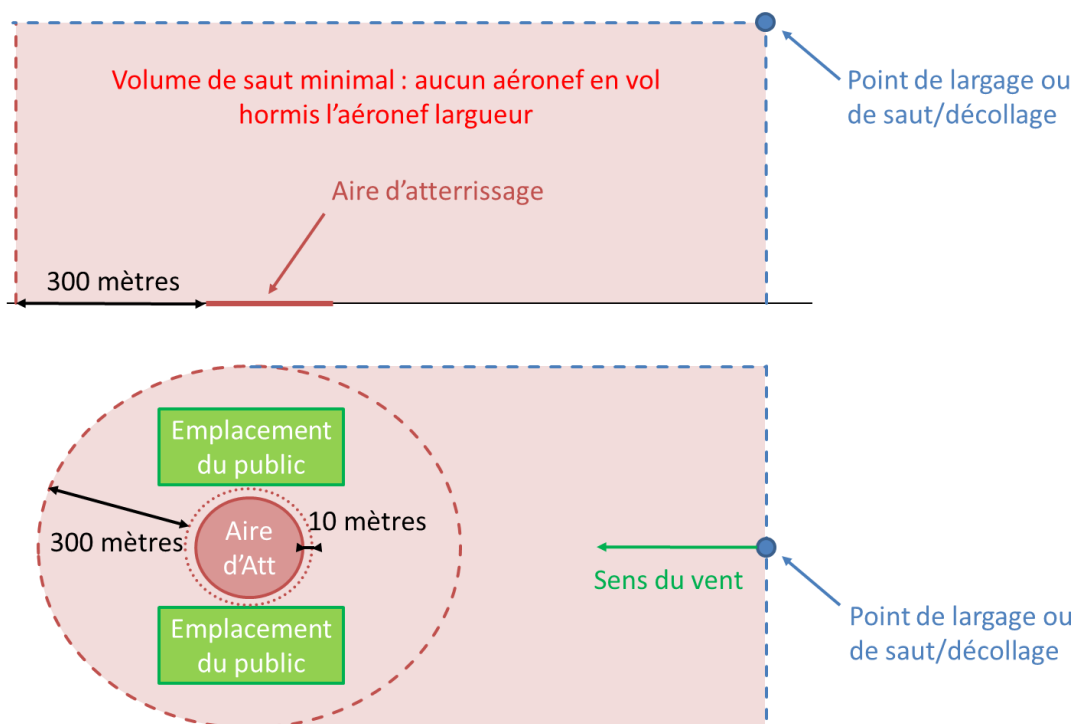 Volume de saut minimal : aucun aéronef en vol
hormis l’aéronef largueur
Point de largage ou
de saut/décollage
Aire d’atterrissage
300 mètres
Emplacement
du public
300 mètres
Aire
d’Att
10 mètres
Sens du vent
Emplacement
du public
Point de largage ou
de saut/décollage